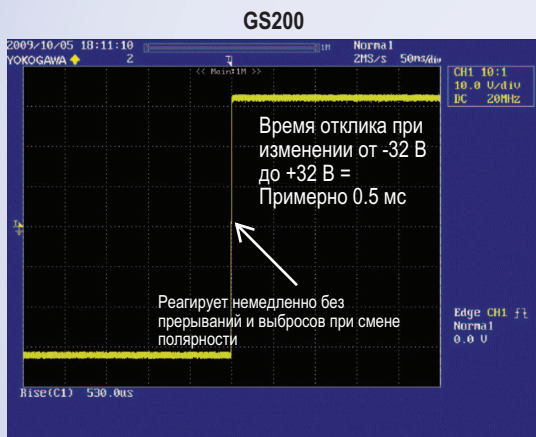 GS200
2009/10/05 18:11:10
Normal
YOKOGAWA 2 2MS/s 50ms/div
<< Main:1M >>
CH1 10:1
10.0 V/div
DC 20MHz
Время отклика при
изменении от -32 В
до +32 В =
Примерно 0.5 мс
Реагирует немедленно без
прерываний и выбросов при смене
полярности
Edge CH1
Normal
0.0 V
Rise(C1) 530.0us